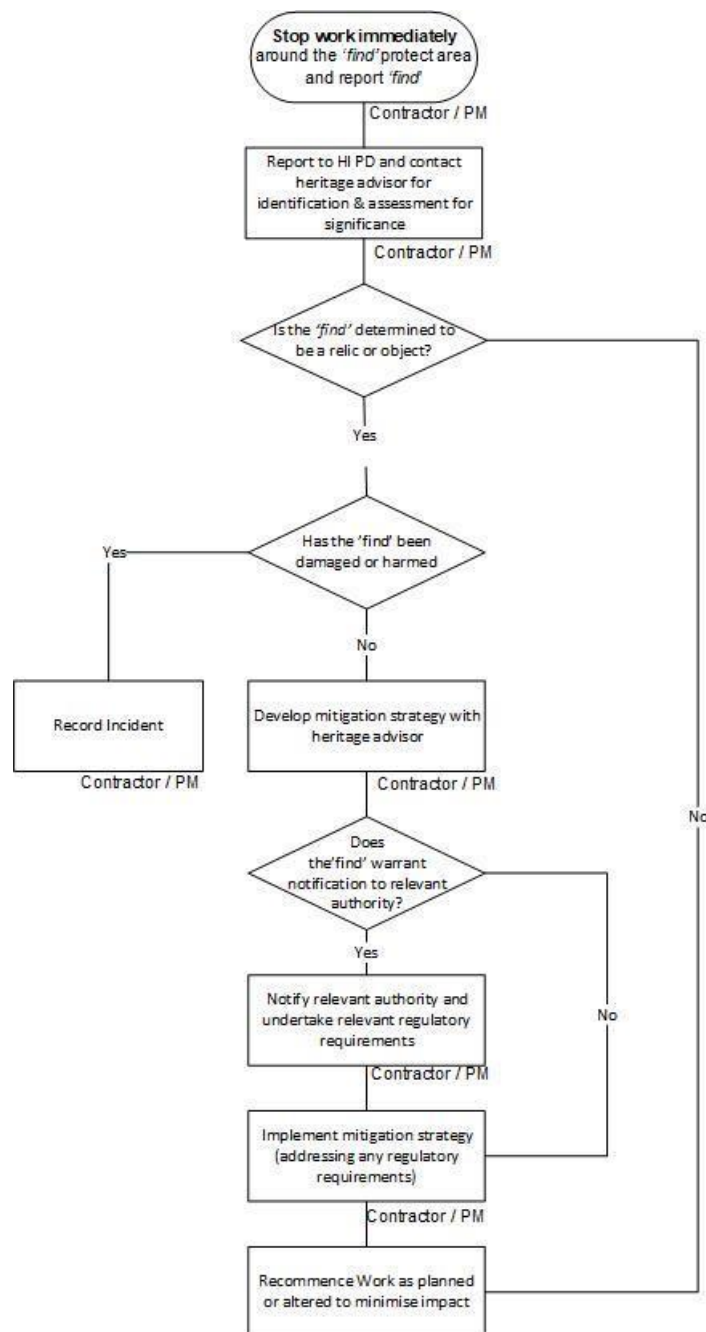 Stop work immediately
around the ‘find’ protect area
and report ‘find’
Contractor / PM
Report to HI PD and contact
heritage advisor for
identification & assessment for
significance
Contractor / PM
Is the ‘find’ determined to
be a relic or object?
Yes
Has the ‘find’ been
damaged or harmed
Yes
No
Record Incident
Contractor / PM
Develop mitigation strategy with
heritage advisor
Contractor / PM
No
Does
the‘find’ warrant
notification to relevant
authority?
Yes
Notify relevant authority and
undertake relevant regulatory
requirements
No
Contractor / PM
Implement mitigation strategy
(addressing any regulatory
requirements)
Contractor / PM
Recommence Work as planned
or altered to minimise impact